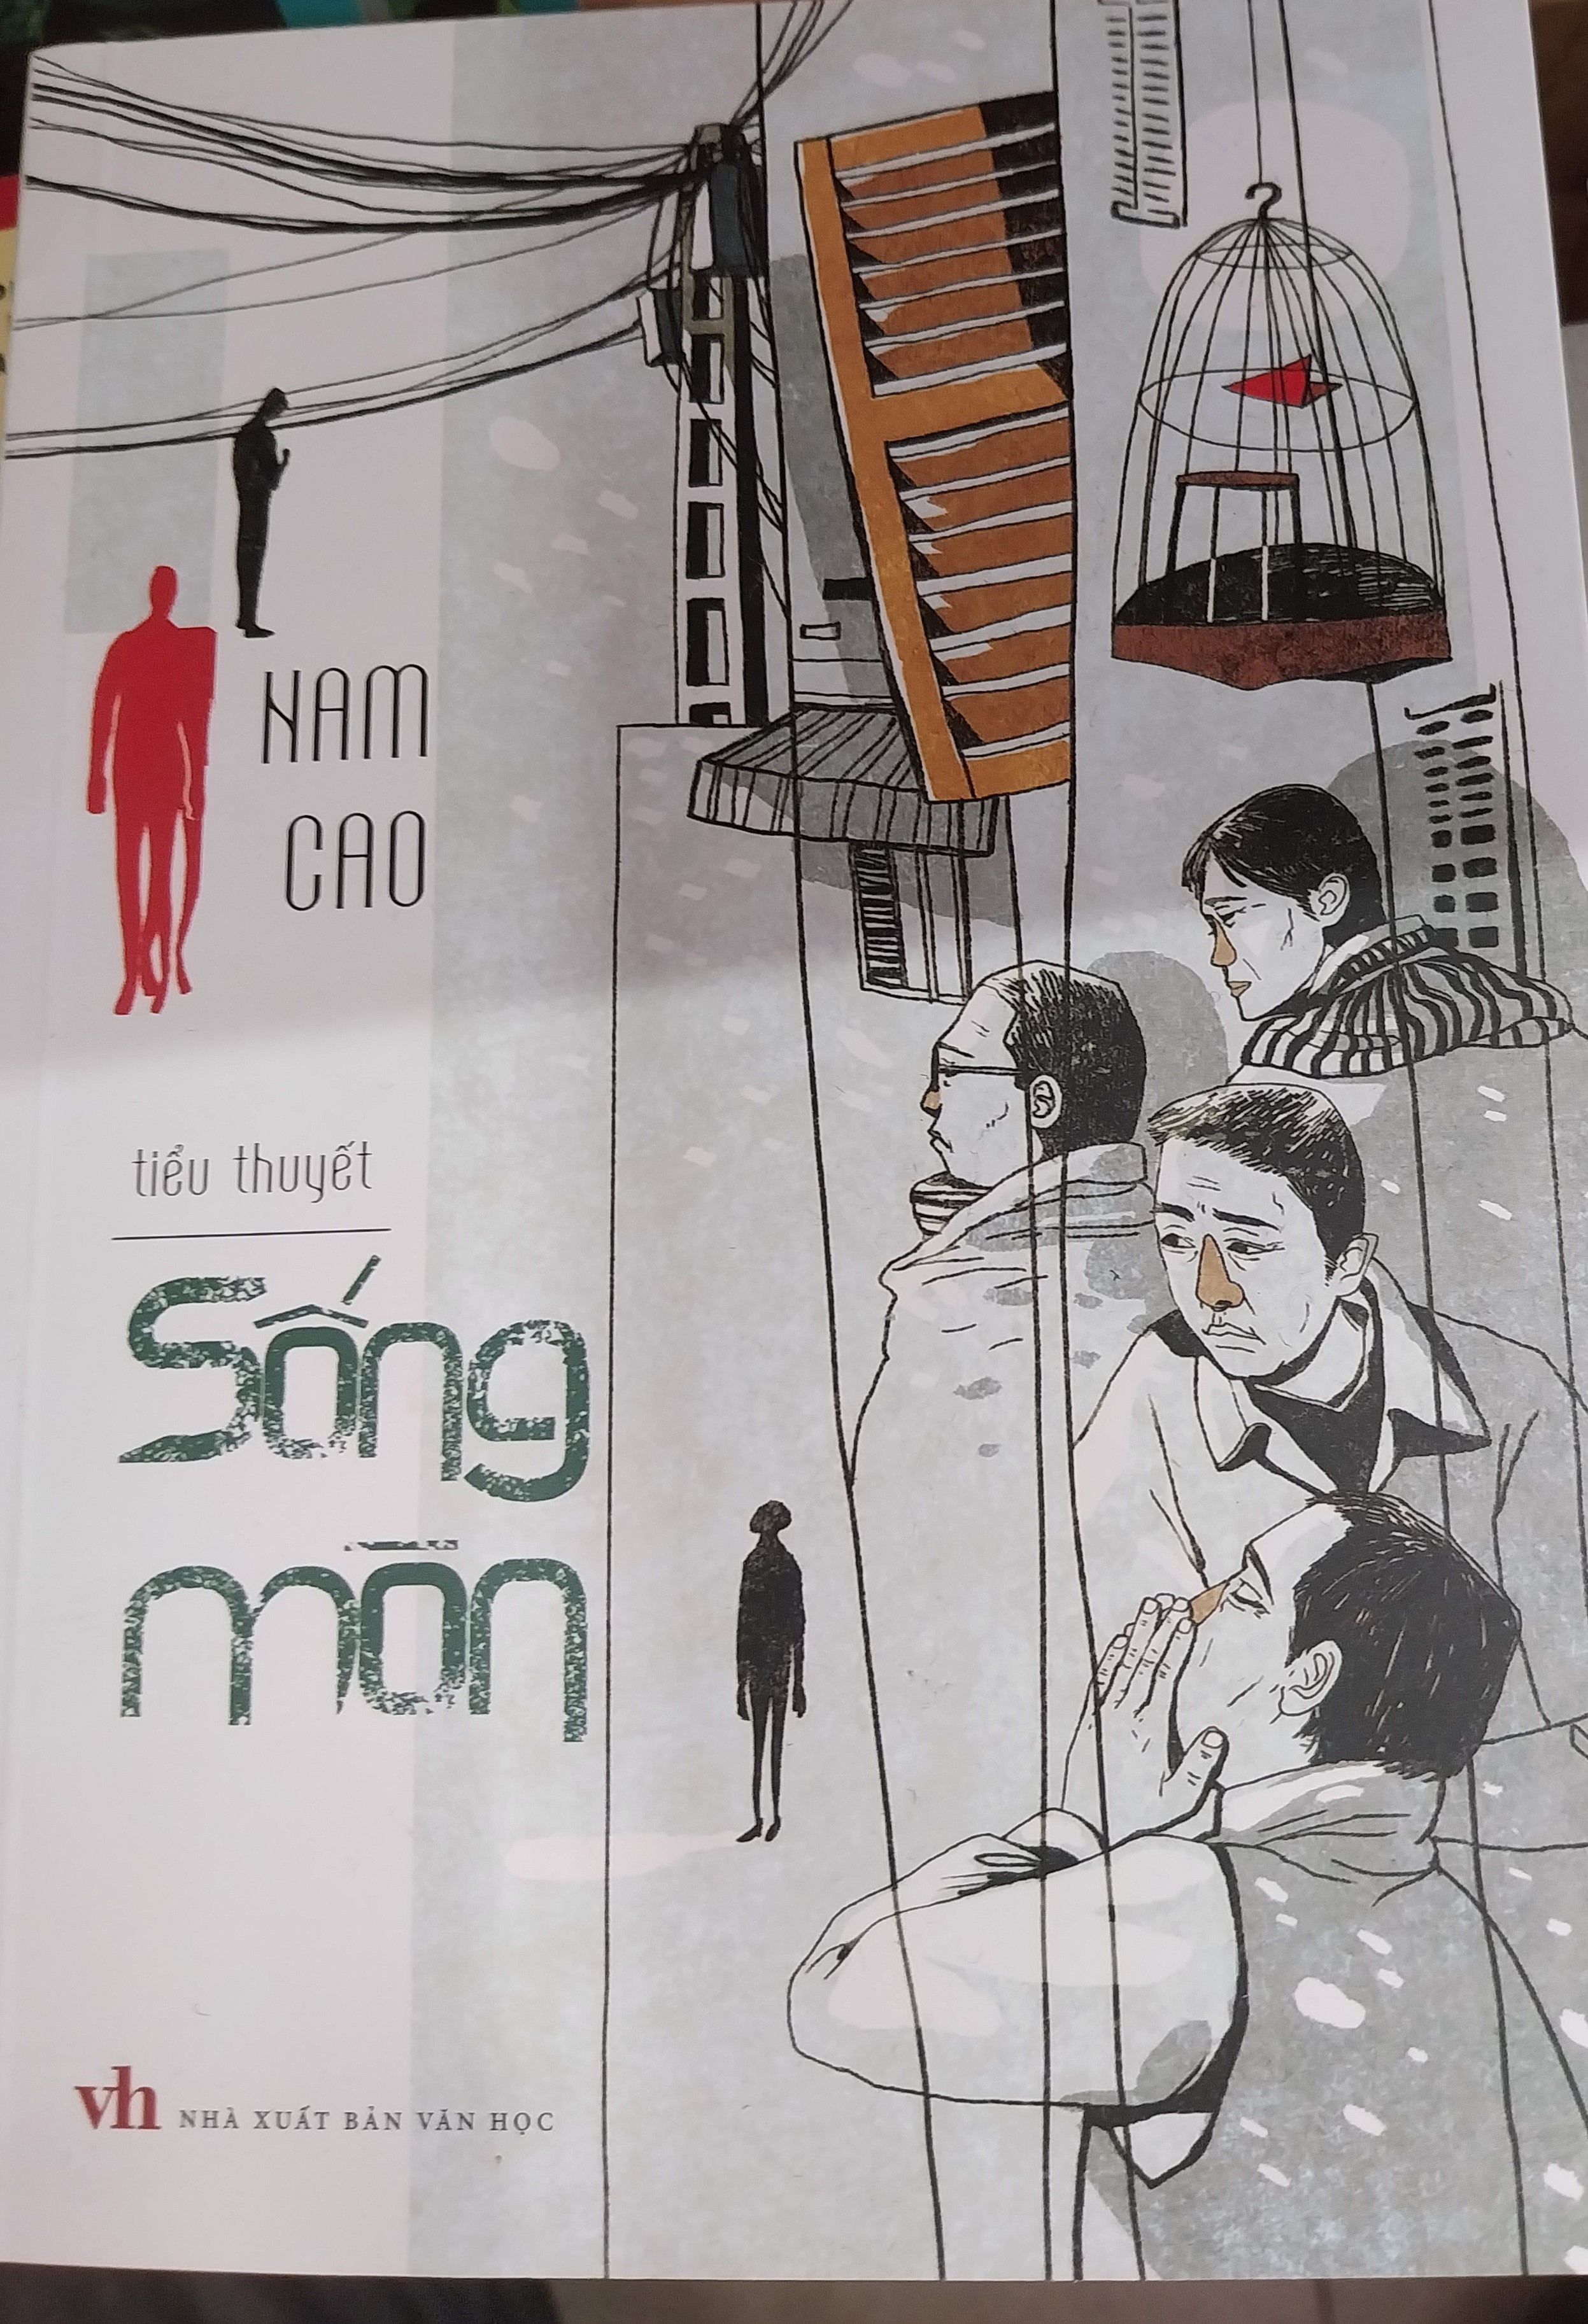 NAM
CAO
tiểu thuyết
Sống
mòn
vh NHÀ XUẤT BẢN VĂN HỌC